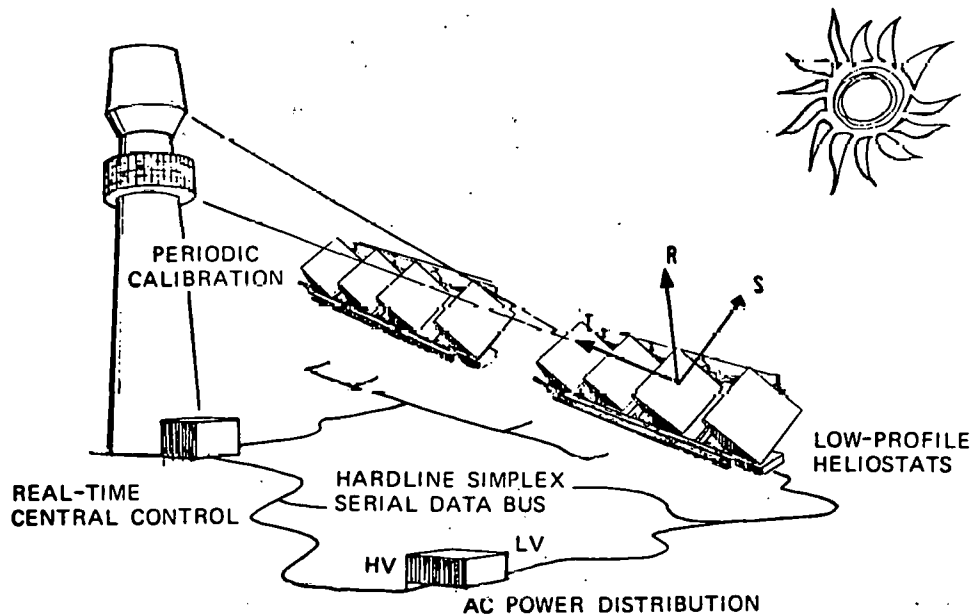 PERIODIC
CALIBRATION
R
S
T
LOW-PROFILE
HELIOSTATS
REAL-TIME
CENTRAL CONTROL
HARDLINE SIMPLEX
SERIAL DATA BUS
HV
LV
AC POWER DISTRIBUTION